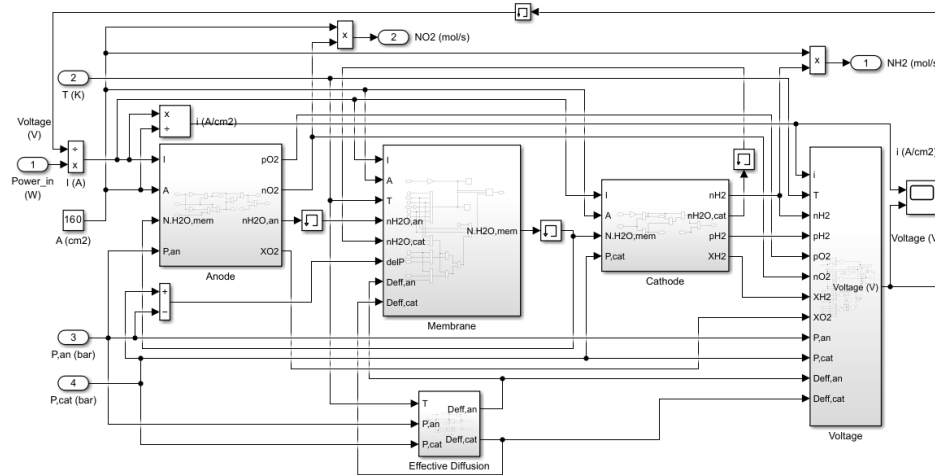 x
2
NO2 (mol/s)
x
1
NH2 (mol/s
2
T (K)
Voltage
(V)
x
÷
i (A/cm2)
÷
x
I (A)
1
Power_in
(W)
160
A (cm2)
I
A
N.H2O,mem
P,an
pO2
nO2
nH2O,an
XO2
Anode
I
A
T
nH2O,an
nH2O,cat
delP
Deff,an
Deff,cat
N.H2O,mem
Membrane
I
A
N.H2O,mem
P,cat
nH2
nH2O,cat
pH2
XH2
Cathode
i
T
nH2
pH2
pO2
nO2
XH2
XO2
P,an
P,cat
Deff,an
Deff,cat
Voltage (V)
Voltage
i (A/cm2)
Voltage (V
+
−
3
P,an (bar)
4
P,cat (bar)
T
P,an
P,cat
Deff,an
Deff,cat
Effective Diffusion